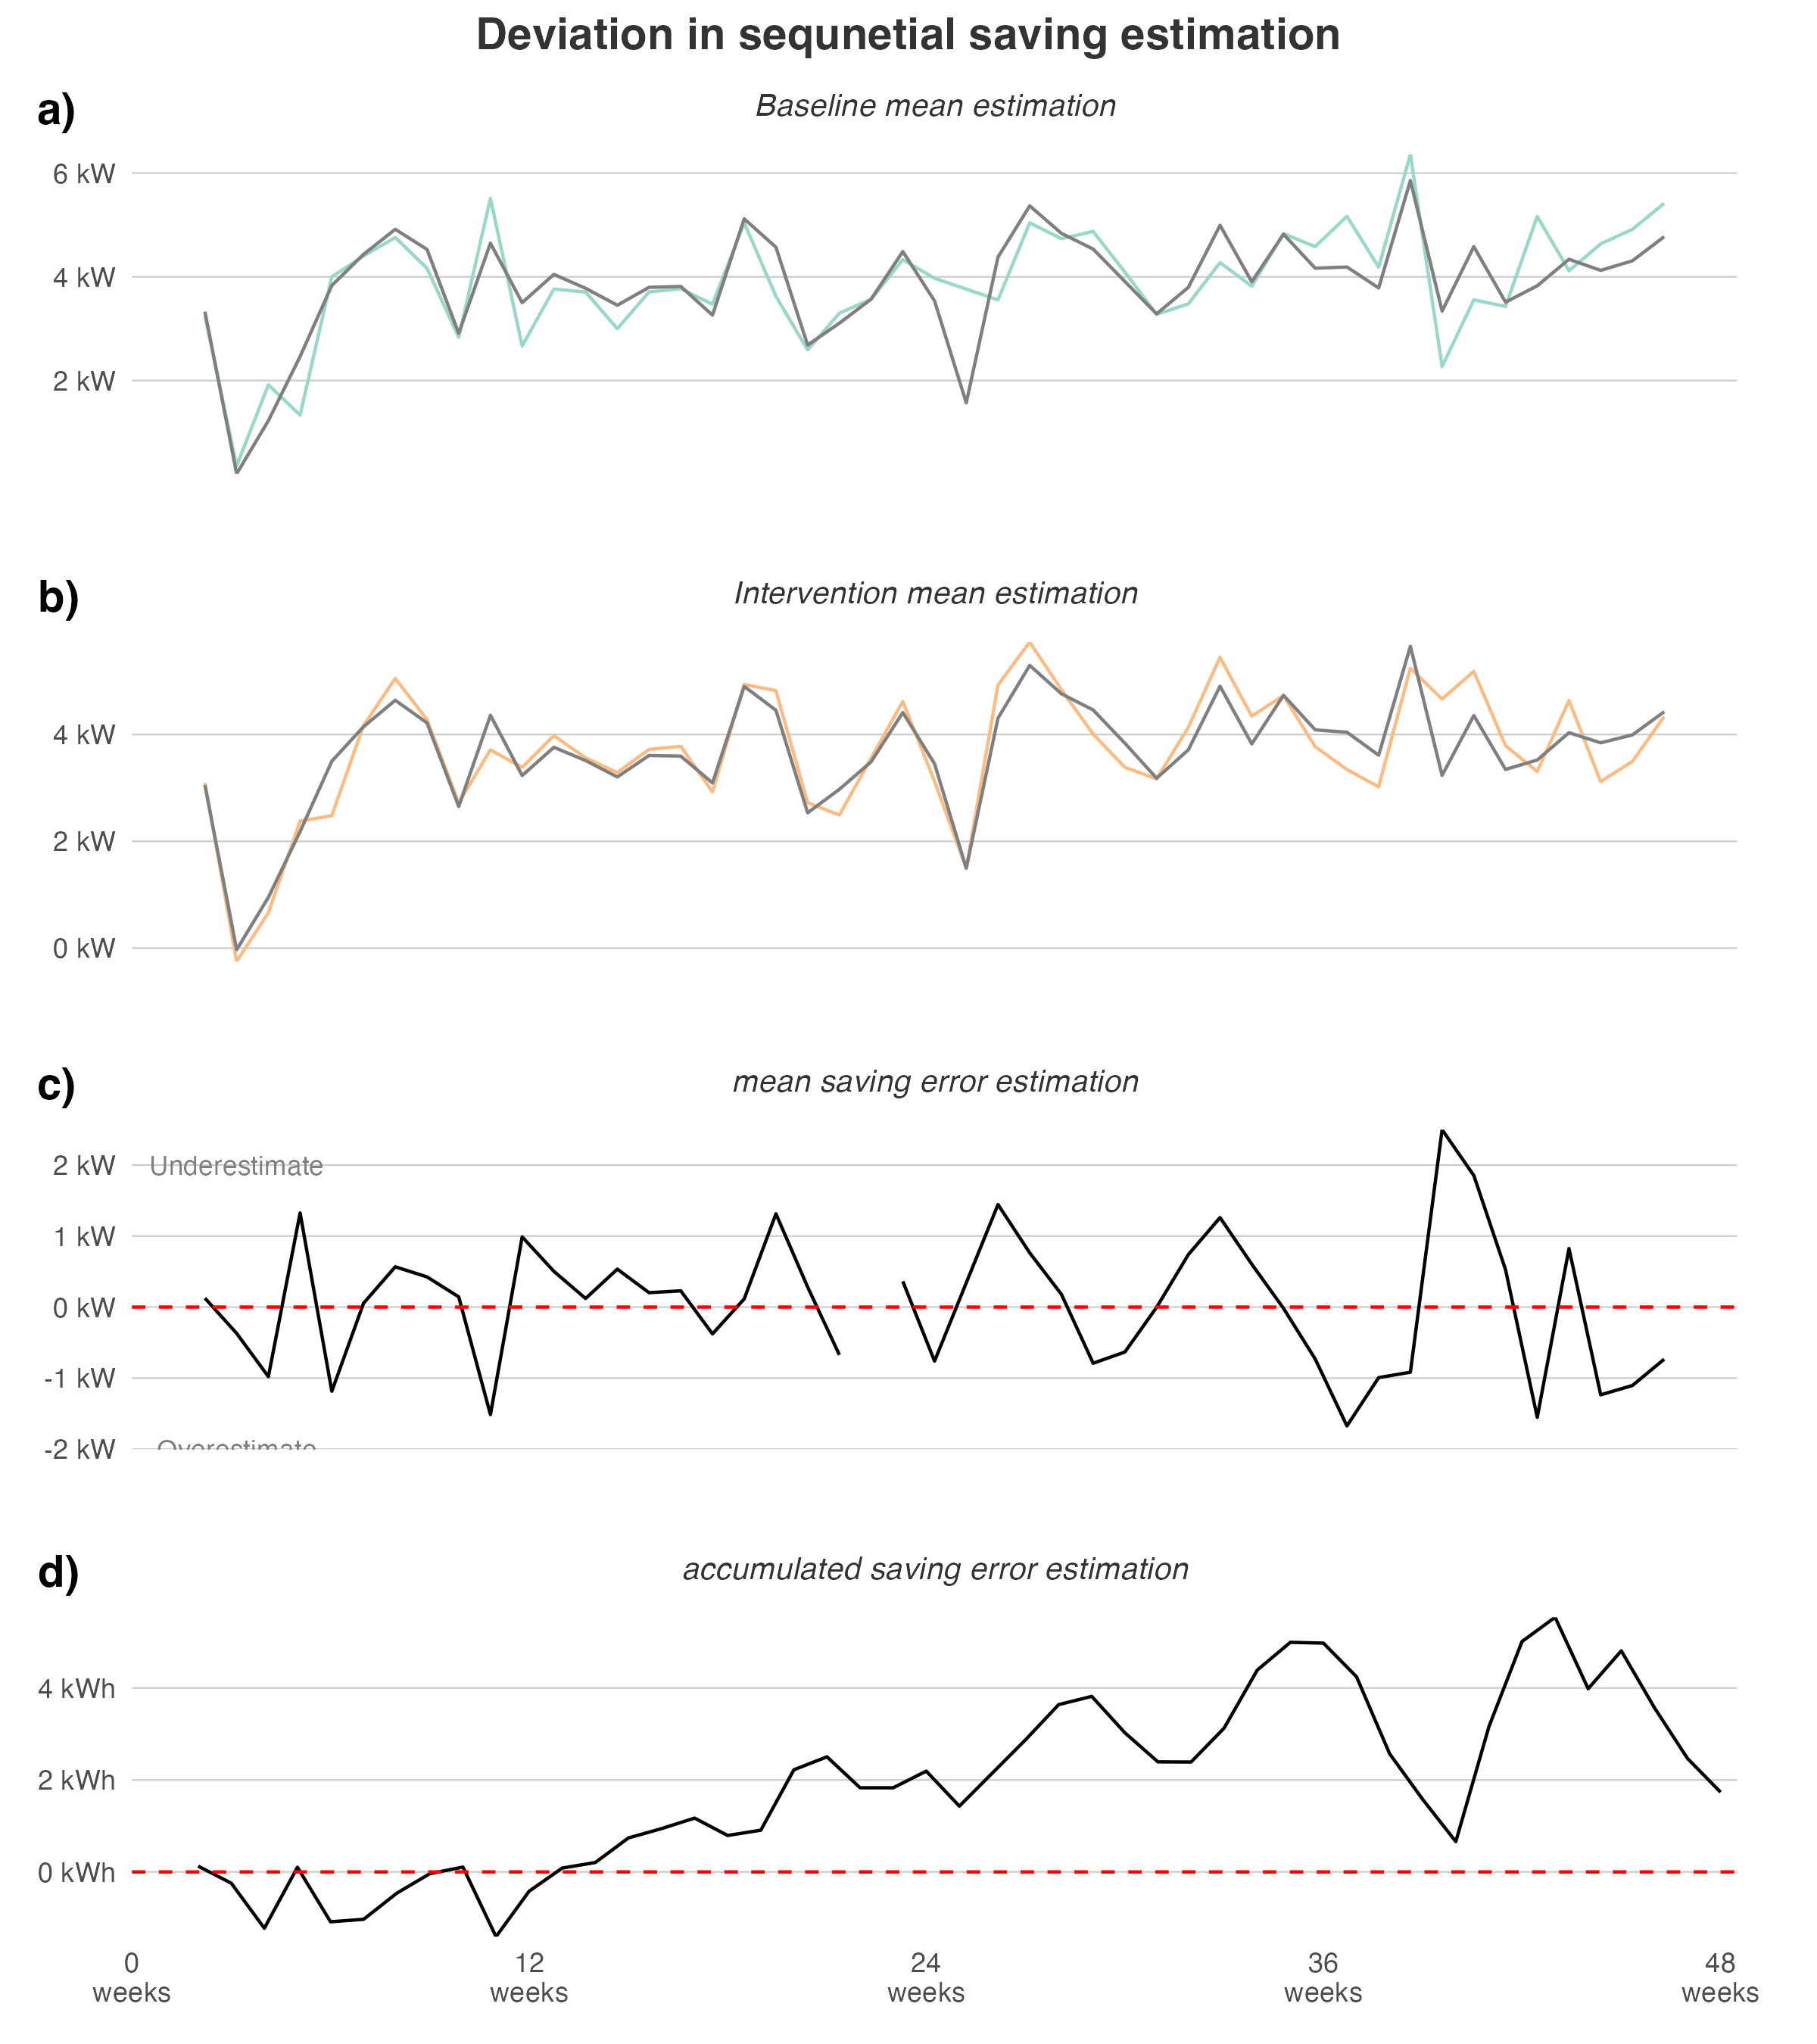 Deviation in sequnetial saving estimation
a)
Baseline mean estimation
6 kW
4 kW
2 kW
b)
Intervention mean estimation
4 kW
2 kW
0 kW
c)
mean saving error estimation
2 kW
Underestimate
1 kW
0 kW
-1 kW
-2 kW
Overestimate
d)
accumulated saving error estimation
4 kWh
2 kWh
0 kWh
0
weeks
12
weeks
24
weeks
36
weeks
48
weeks